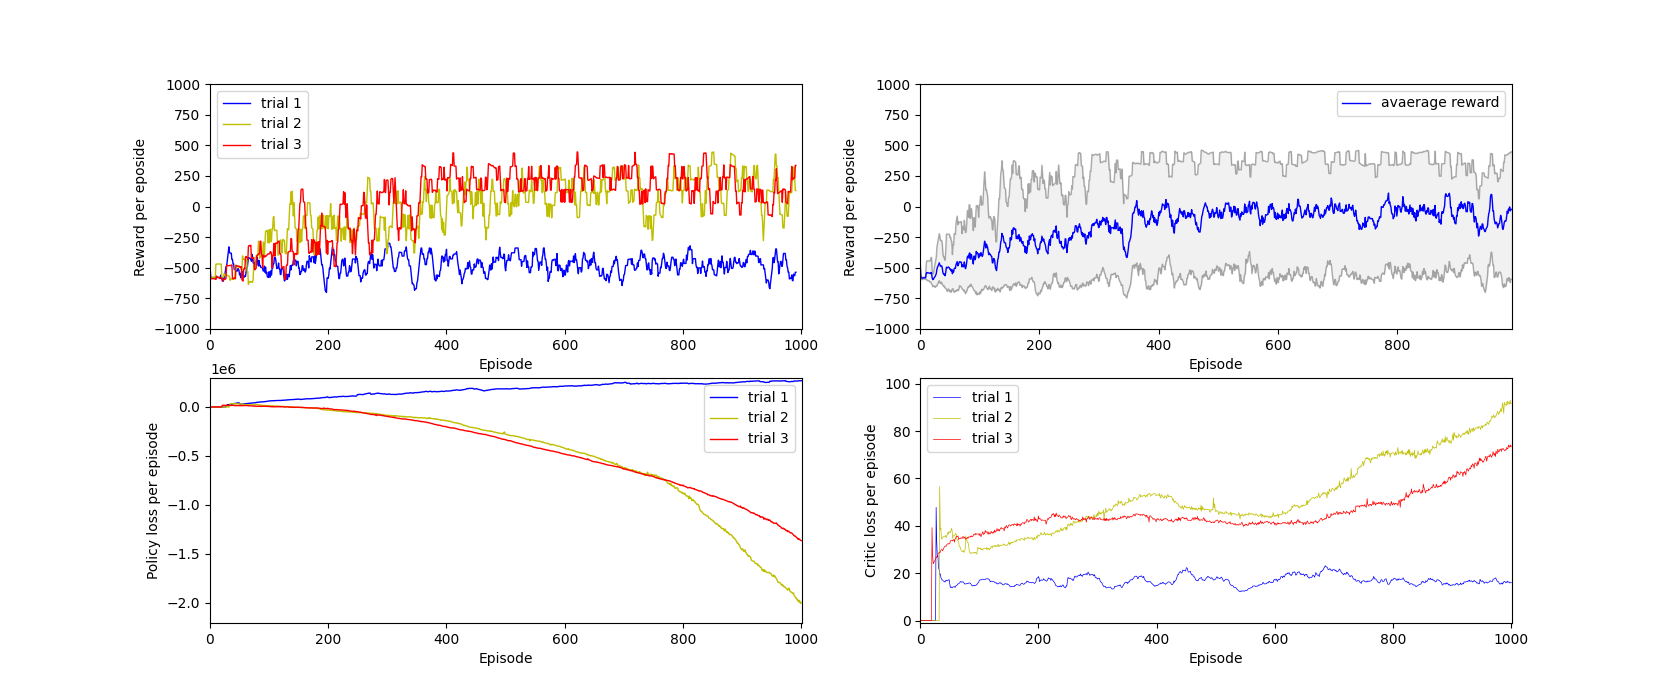 1000
750
500
250
0
−250
−500
−750
−1000
Reward per eposide
trial 1
trial 2
trial 3
0
200
400
600
800
1000
Episode
1000
750
500
250
0
−250
−500
−750
−1000
Reward per eposide
avaerage reward
0
200
400
600
800
Episode
1e6
0.0
−0.5
−1.0
−1.5
−2.0
Policy loss per episode
trial 1
trial 2
trial 3
0
200
400
600
800
1000
Episode
100
80
60
40
20
0
Critic loss per episode
trial 1
trial 2
trial 3
0
200
400
600
800
1000
Episode